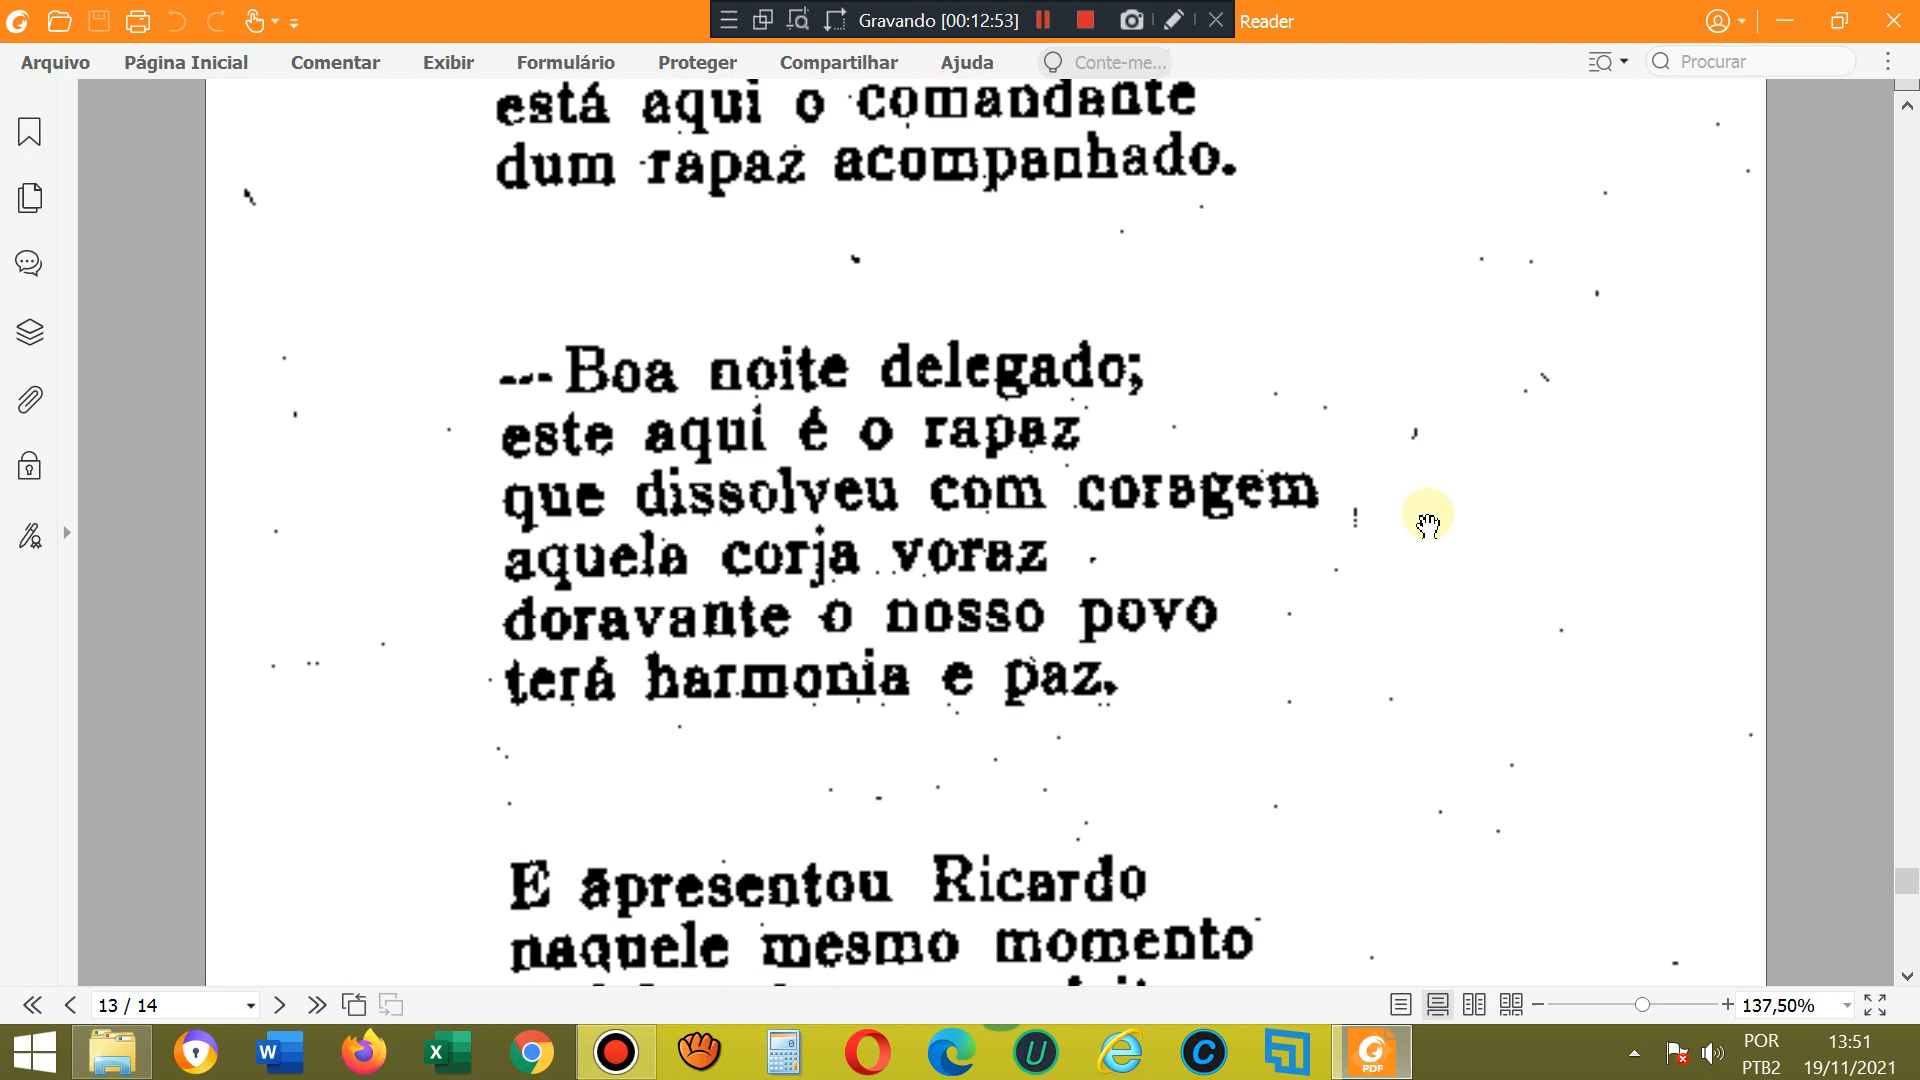 Gravando [00:12:53] Reader
Arquivo Página Inicial Comentar Exibir Formulário Proteger Compartilhar Ajuda Conte-me... Procurar
está aqui o comandante
dum rapaz acompanhado.
---Boa noite delegado;
este aqui é o rapaz
que dissolveu com coragem
aquela corja voraz
doravante o nosso povo
terá harmonia e paz.
E apresentou Ricardo
naquele mesmo momento
13 / 14 137,50%
POR 13:51
PTB2 19/11/2021